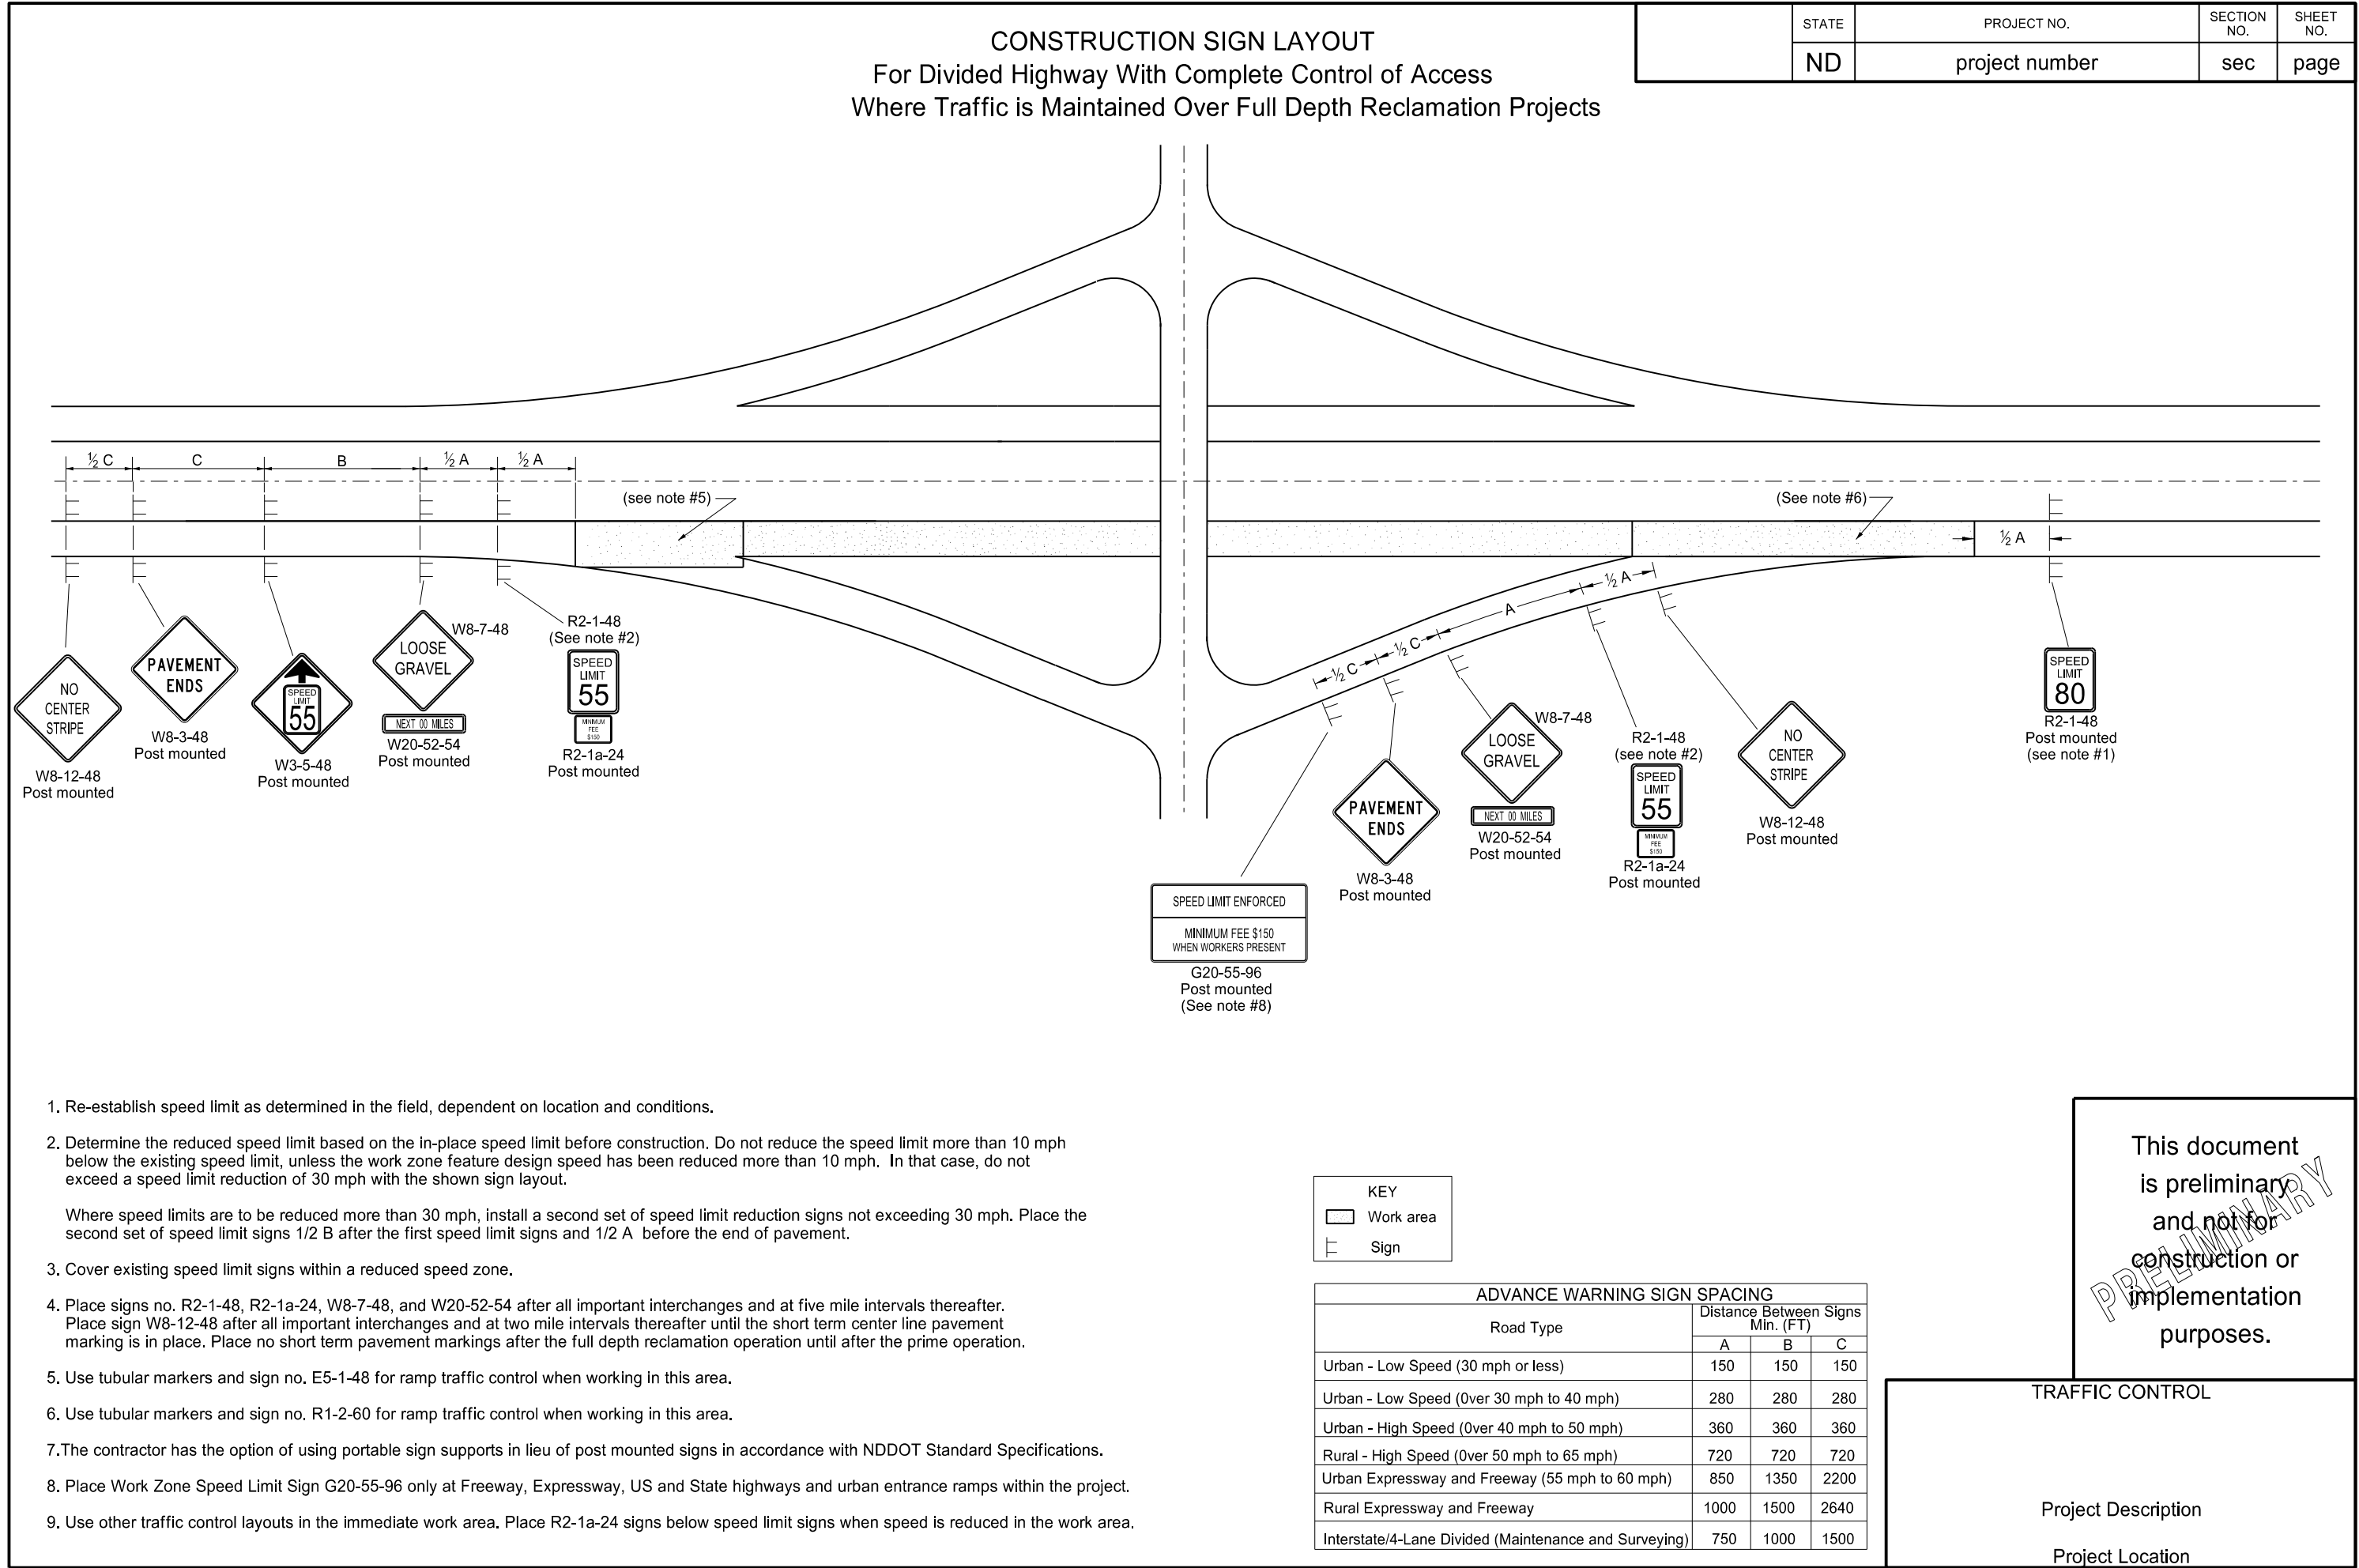 CONSTRUCTION SIGN LAYOUT
For Divided Highway With Complete Control of Access
Where Traffic is Maintained Over Full Depth Reclamation Projects
STATE
PROJECT NO.
SECTION NO.
SHEET NO.
ND
project number
sec
page
½ C
C
B
½ A
½ A
(see note #5)
(See note #6)
½ A
½ C
½ C
A
½ A
NO
CENTER
STRIPE
W8-12-48
Post mounted
PAVEMENT
ENDS
W8-3-48
Post mounted
SPEED
LIMIT
55
W3-5-48
Post mounted
W8-7-48
LOOSE
GRAVEL
NEXT 00 MILES
W20-52-54
Post mounted
R2-1-48
(See note #2)
SPEED
LIMIT
55
MINIMUM
FEE
$150
R2-1a-24
Post mounted
SPEED LIMIT ENFORCED
MINIMUM FEE $150
WHEN WORKERS PRESENT
G20-55-96
Post mounted
(See note #8)
PAVEMENT
ENDS
W8-3-48
Post mounted
W8-7-48
LOOSE
GRAVEL
NEXT 00 MILES
W20-52-54
Post mounted
R2-1-48
(see note #2)
SPEED
LIMIT
55
MINIMUM
FEE
$150
R2-1a-24
Post mounted
NO
CENTER
STRIPE
W8-12-48
Post mounted
SPEED
LIMIT
80
R2-1-48
Post mounted
(see note #1)
1. Re-establish speed limit as determined in the field, dependent on location and conditions.
2. Determine the reduced speed limit based on the in-place speed limit before construction. Do not reduce the speed limit more than 10 mph
below the existing speed limit, unless the work zone feature design speed has been reduced more than 10 mph. In that case, do not
exceed a speed limit reduction of 30 mph with the shown sign layout.
Where speed limits are to be reduced more than 30 mph, install a second set of speed limit reduction signs not exceeding 30 mph. Place the
second set of speed limit signs 1/2 B after the first speed limit signs and 1/2 A before the end of pavement.
3. Cover existing speed limit signs within a reduced speed zone.
4. Place signs no. R2-1-48, R2-1a-24, W8-7-48, and W20-52-54 after all important interchanges and at five mile intervals thereafter.
Place sign W8-12-48 after all important interchanges and at two mile intervals thereafter until the short term center line pavement
marking is in place. Place no short term pavement markings after the full depth reclamation operation until after the prime operation.
5. Use tubular markers and sign no. E5-1-48 for ramp traffic control when working in this area.
6. Use tubular markers and sign no. R1-2-60 for ramp traffic control when working in this area.
7.The contractor has the option of using portable sign supports in lieu of post mounted signs in accordance with NDDOT Standard Specifications.
8. Place Work Zone Speed Limit Sign G20-55-96 only at Freeway, Expressway, US and State highways and urban entrance ramps within the project.
9. Use other traffic control layouts in the immediate work area. Place R2-1a-24 signs below speed limit signs when speed is reduced in the work area.
KEY
Work area
Sign
ADVANCE WARNING SIGN SPACING
Road Type
Distance Between Signs
Min. (FT)
A B C
Urban - Low Speed (30 mph or less) 150 150 150
Urban - Low Speed (0ver 30 mph to 40 mph) 280 280 280
Urban - High Speed (0ver 40 mph to 50 mph) 360 360 360
Rural - High Speed (0ver 50 mph to 65 mph) 720 720 720
Urban Expressway and Freeway (55 mph to 60 mph) 850 1350 2200
Rural Expressway and Freeway 1000 1500 2640
Interstate/4-Lane Divided (Maintenance and Surveying) 750 1000 1500
This document
is preliminary
and not for
construction or
implementation
purposes.
PRELIMINARY
TRAFFIC CONTROL
Project Description
Project Location